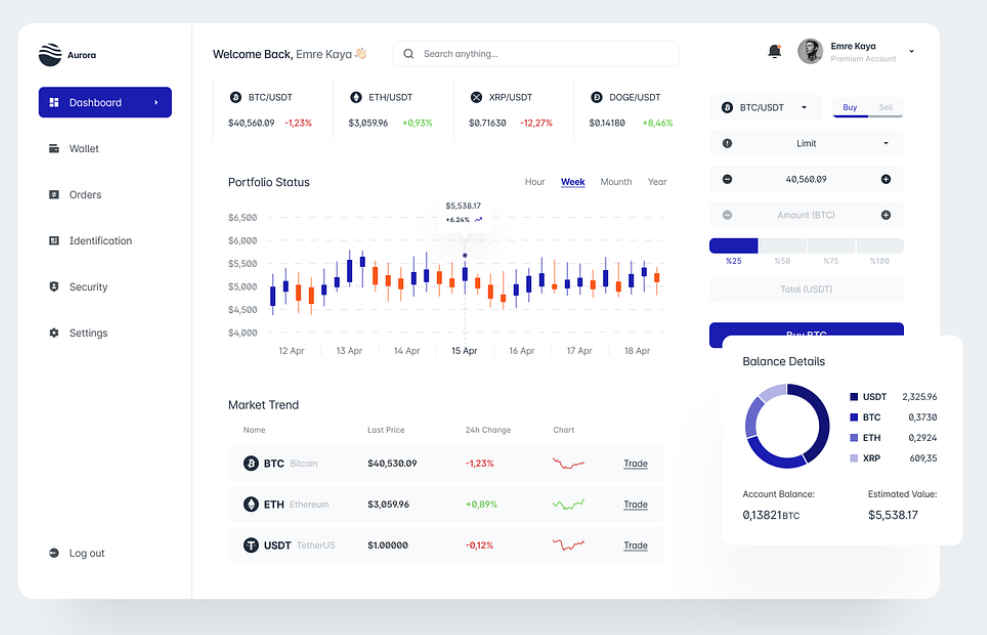 Aurora
Dashboard
Wallet
Orders
Identification
Security
Settings
Log out
Welcome Back, Emre Kaya
Search anything...
Emre Kaya
Premium Account
BTC/USDT
$40,560.09 -1,23%
ETH/USDT
$3,059.96 +0,93%
XRP/USDT
$0.71630 -12,27%
DOGE/USDT
$0.14180 +8,46%
Portfolio Status
Hour Week Mounth Year
$5,538.17
+6.24%
$6,500
$6,000
$5,500
$5,000
$4,500
$4,000
12 Apr 13 Apr 14 Apr 15 Apr 16 Apr 17 Apr 18 Apr
Market Trend
Name Last Price 24h Change Chart
BTC Bitcoin $40,530.09 -1,23% Trade
ETH Ethereum $3,059.96 +0,89% Trade
USDT TetherUS $1.00000 -0,12% Trade
BTC/USDT Buy Sell
Limit
40,560.09
Amount (BTC)
%25 %50 %75 %100
Total (USDT)
Buy BTC
Balance Details
USDT 2,325.96
BTC 0,3730
ETH 0,2924
XRP 609,35
Account Balance: Estimated Value:
0,13821BTC $5,538.17